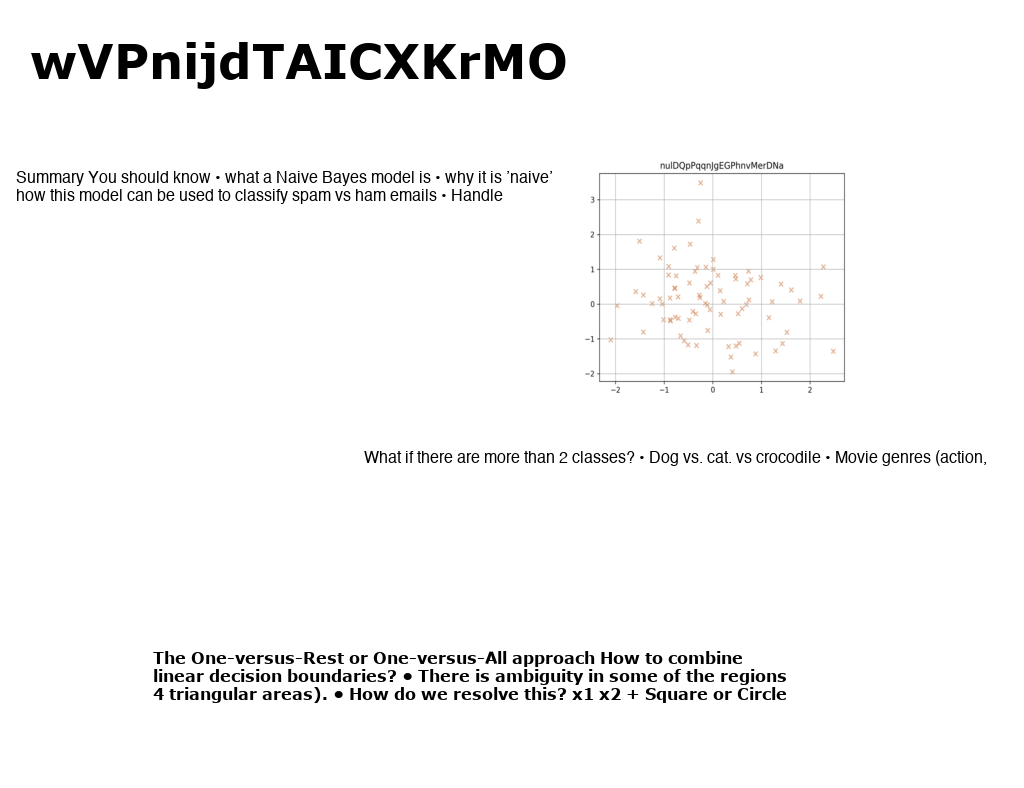 wVPnijdTAICXKrMO
Summary You should know • what a Naive Bayes model is • why it is ’naive’
how this model can be used to classify spam vs ham emails • Handle
nulDQpPqqnJgEGPhnvMerDNa
3
2
1
0
−1
−2
−2 −1 0 1 2
What if there are more than 2 classes? • Dog vs. cat. vs crocodile • Movie genres (action,
The One-versus-Rest or One-versus-All approach How to combine
linear decision boundaries? • There is ambiguity in some of the regions
4 triangular areas). • How do we resolve this? x1 x2 + Square or Circle